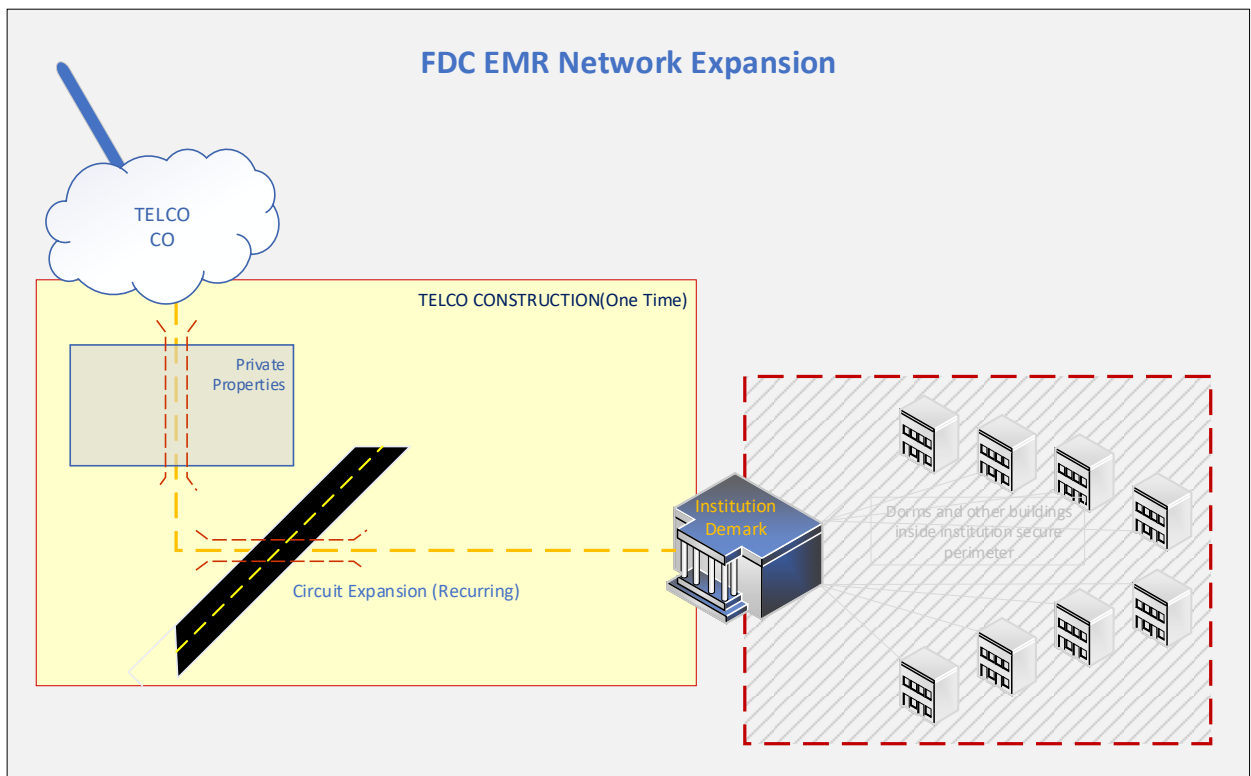 FDC EMR Network Expansion
TELCO
CO
TELCO CONSTRUCTION(One Time)
Private
Properties
Institution
Demark
Dorms and other buildings
inside institution secure
perimeter
Circuit Expansion (Recurring)